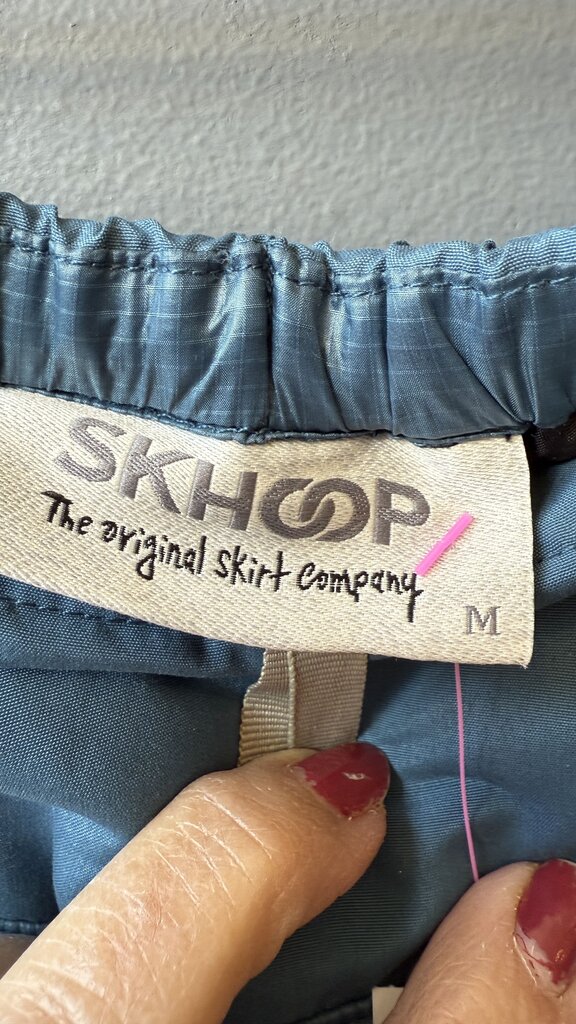 SKHOOP
The original skirt company
M